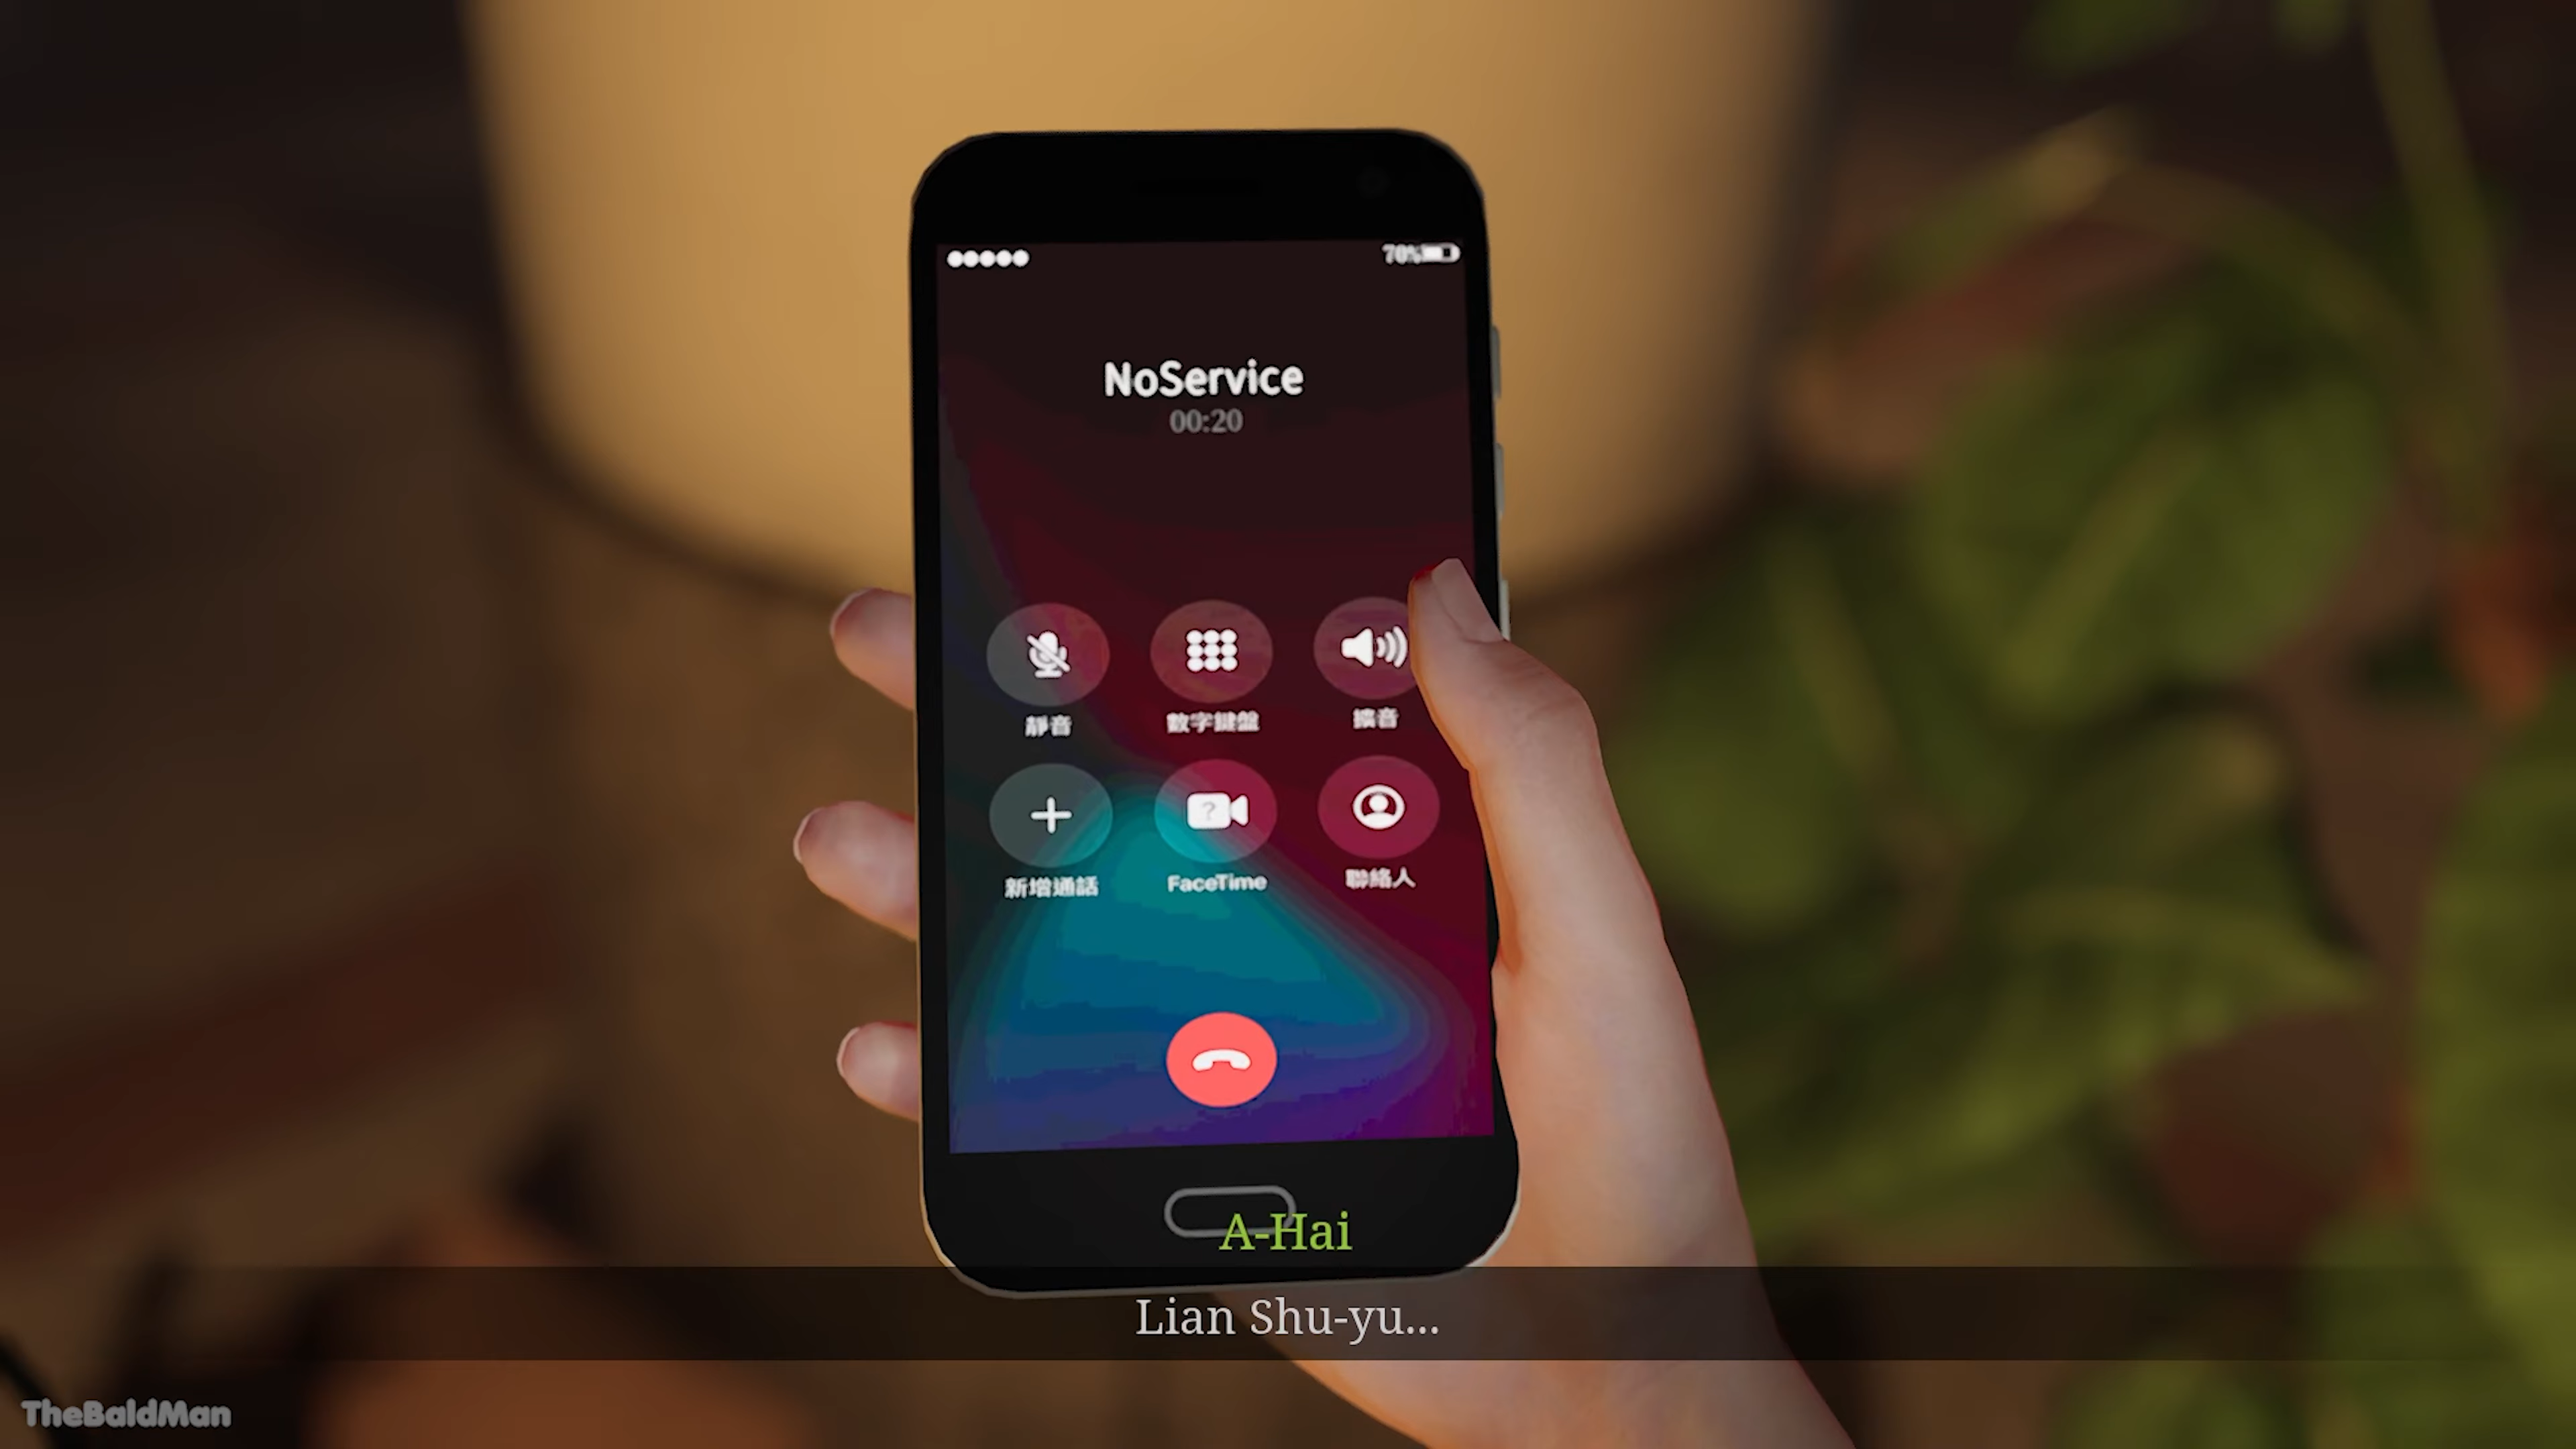 70%
NoService
00:20
靜音
數字鍵盤
擴音
?
新增通話
FaceTime
聯絡人
A-Hai
Lian Shu-yu...
TheBaldMan